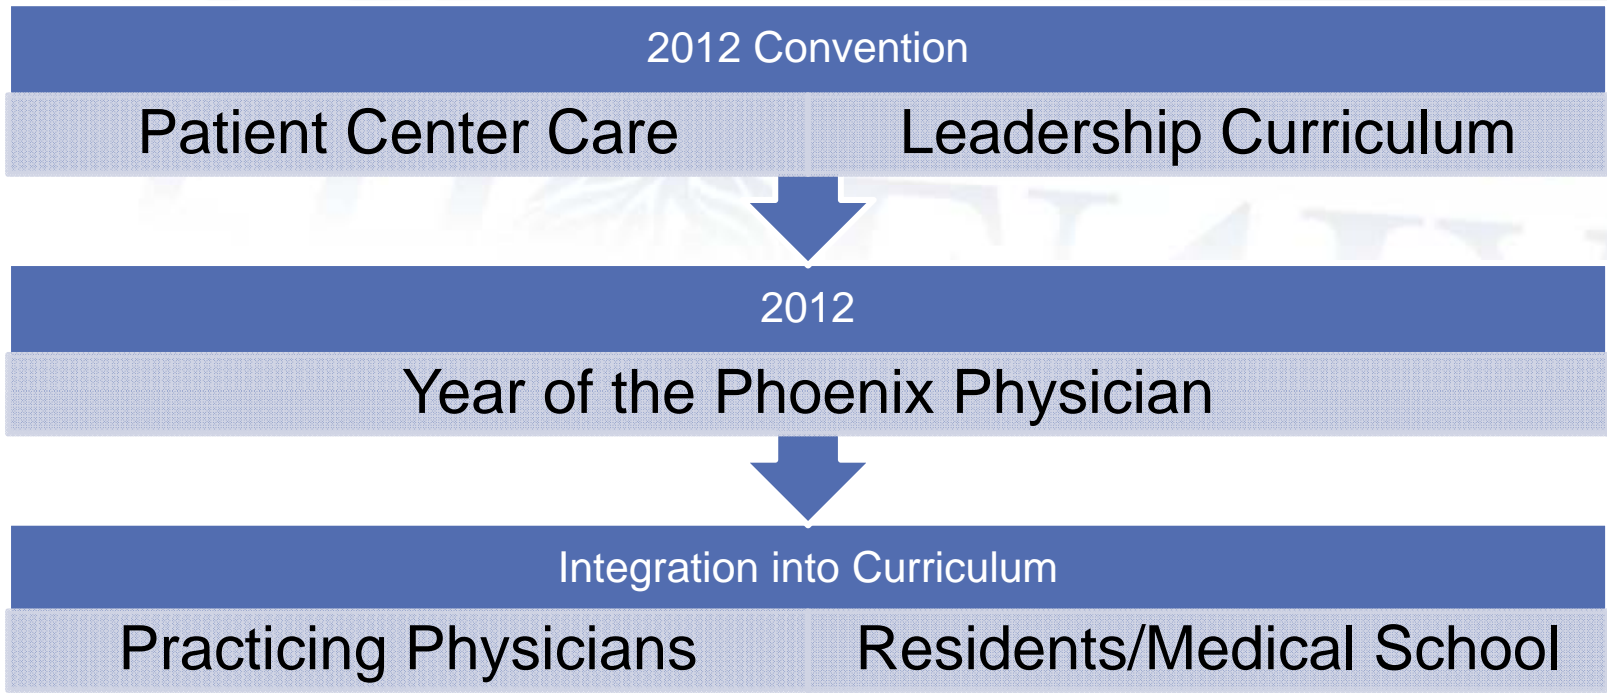 2012 Convention
Patient Center Care
Leadership Curriculum
2012
Year of the Phoenix Physician
Integration into Curriculum
Practicing Physicians
Residents/Medical School